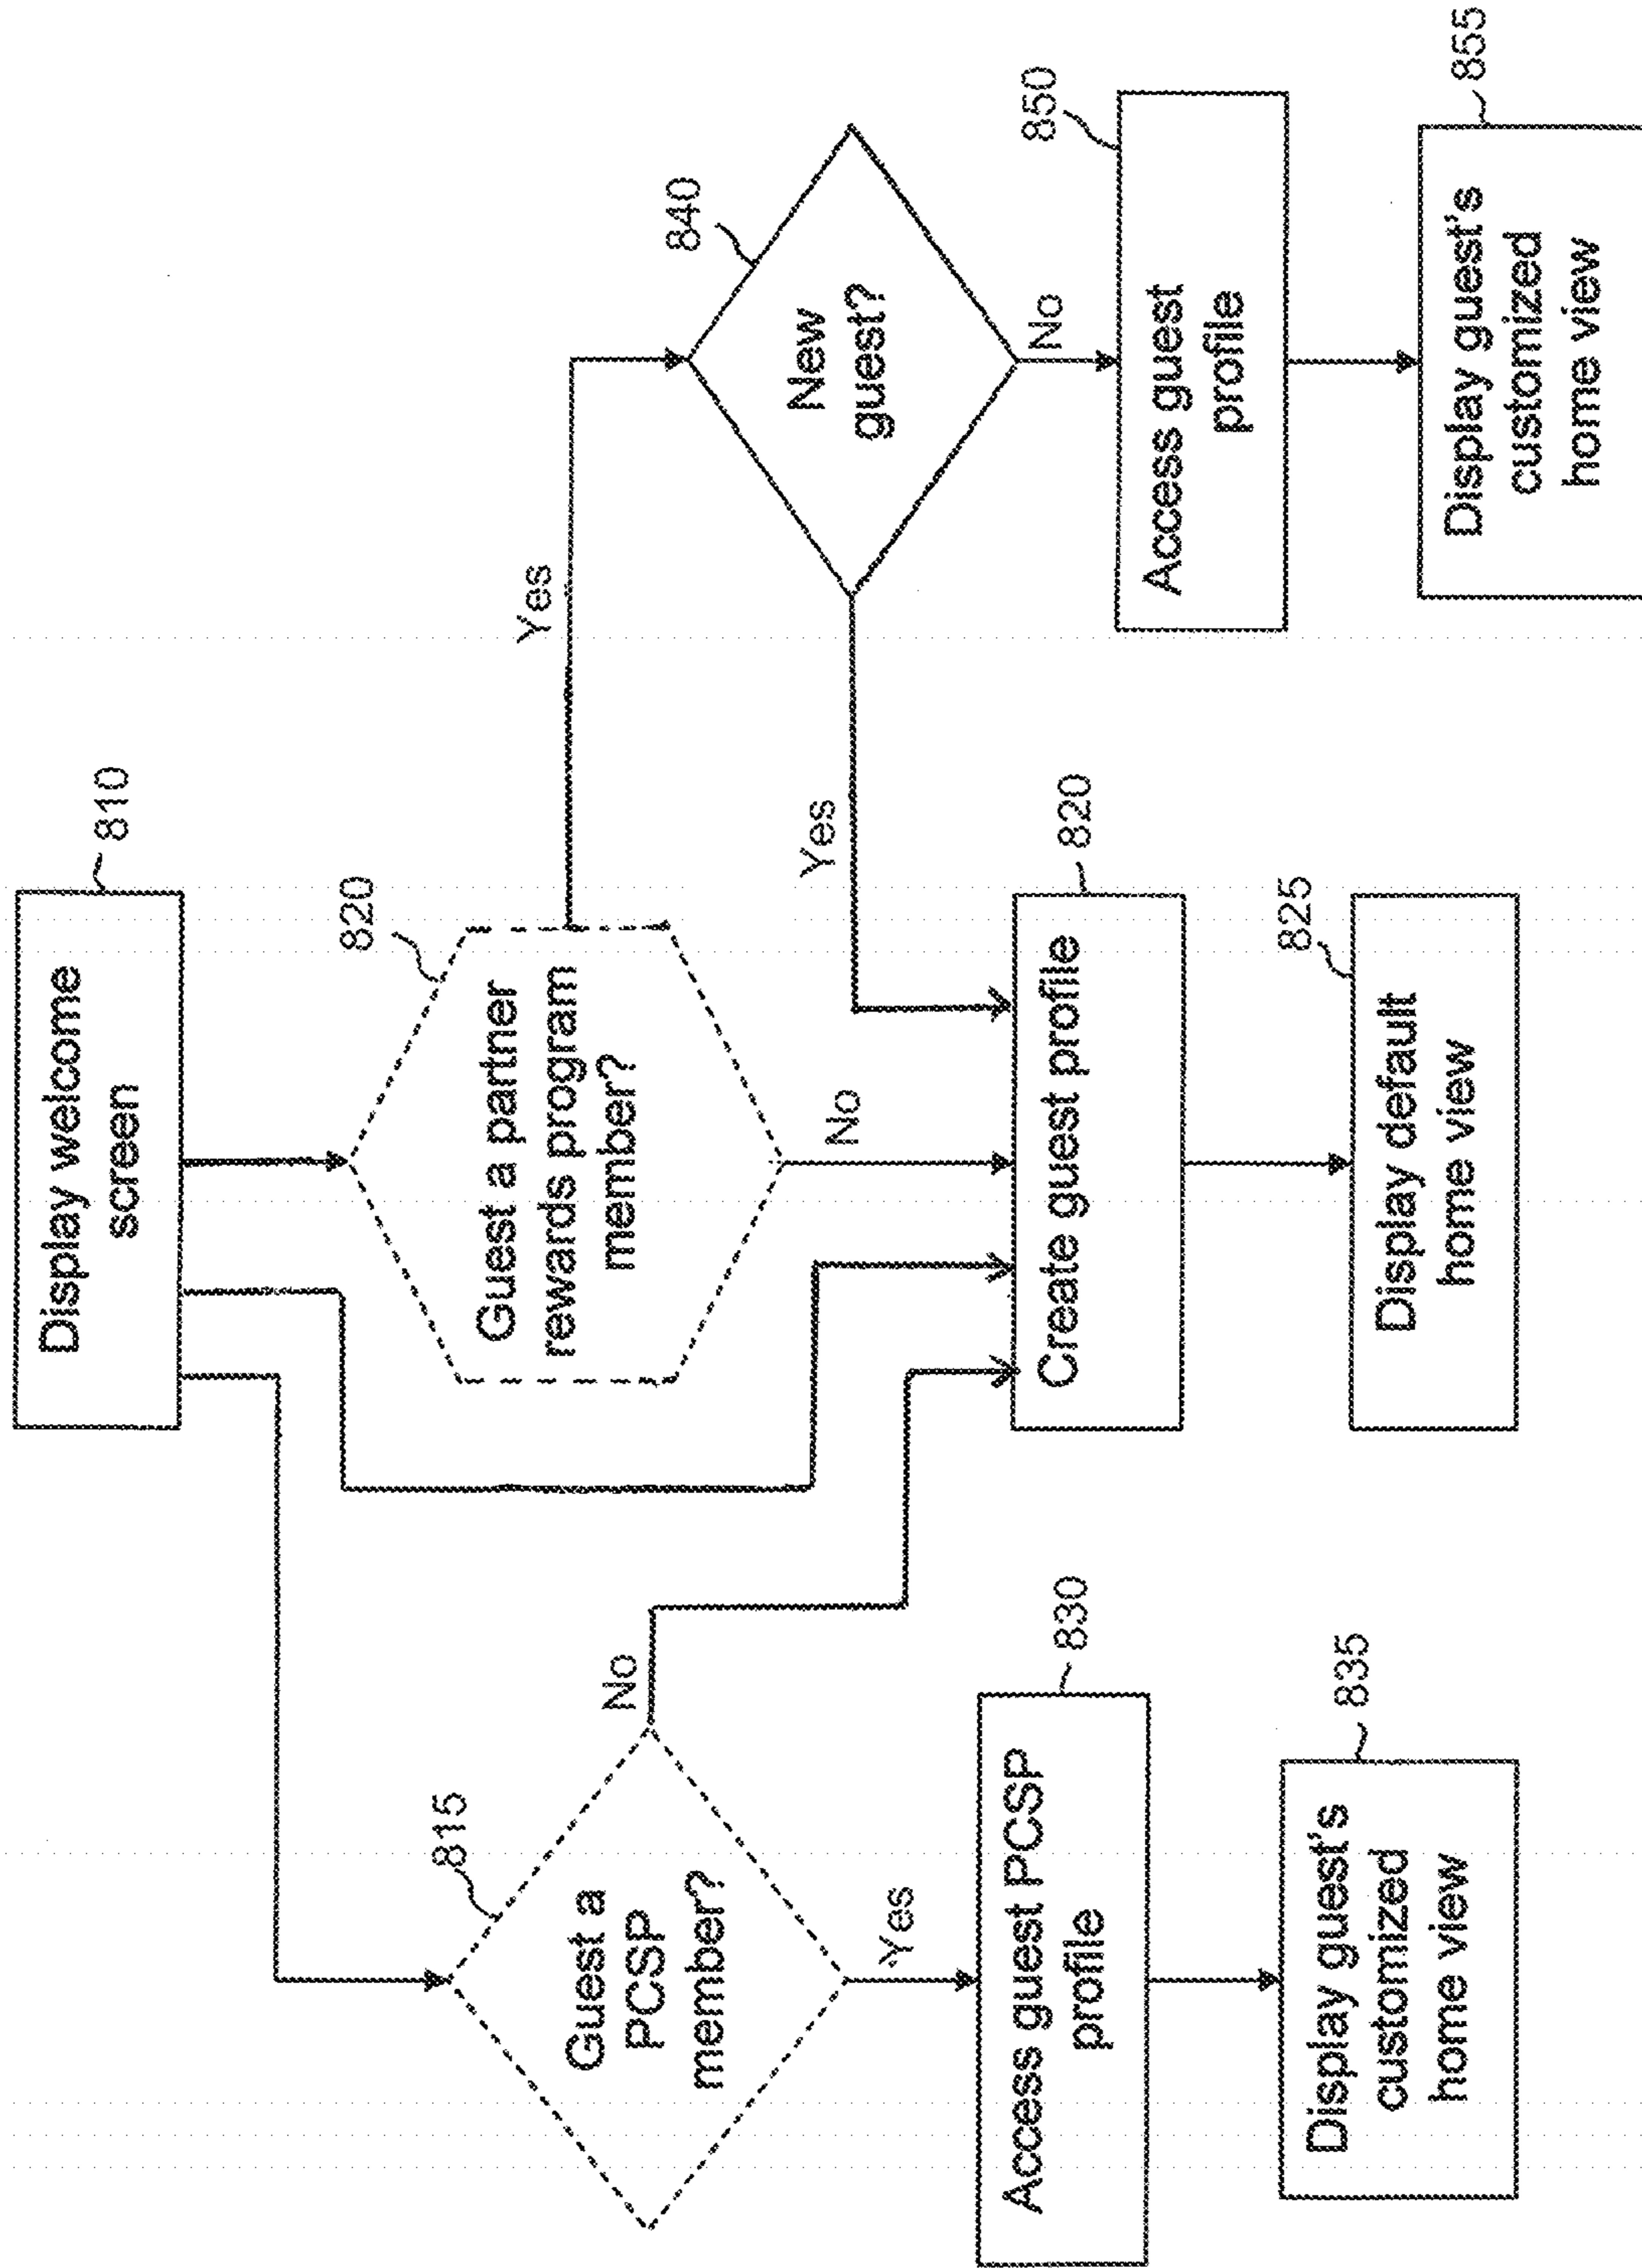 Display welcome
screen
810
Guest a partner
rewards program
member?
820
Yes
No
Guest a
PCSP
member?
815
No
Yes
New
guest?
840
Yes
No
Access guest PCSP
profile
830
Create guest profile
820
Access guest
profile
850
Display guest's
customized
home view
835
Display default
home view
825
Display guest's
customized
home view
855